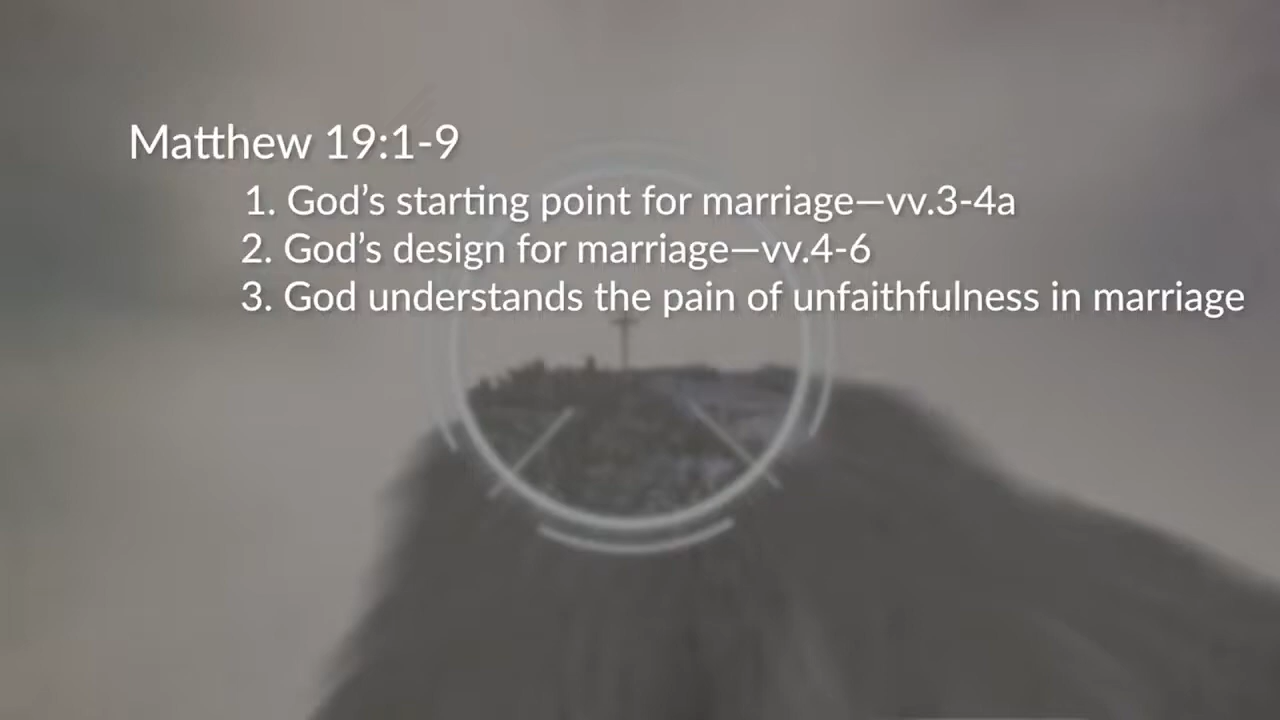 Matthew 19:1-9
1. God’s starting point for marriage—vv.3-4a
2. God’s design for marriage—vv.4-6
3. God understands the pain of unfaithfulness in marriage